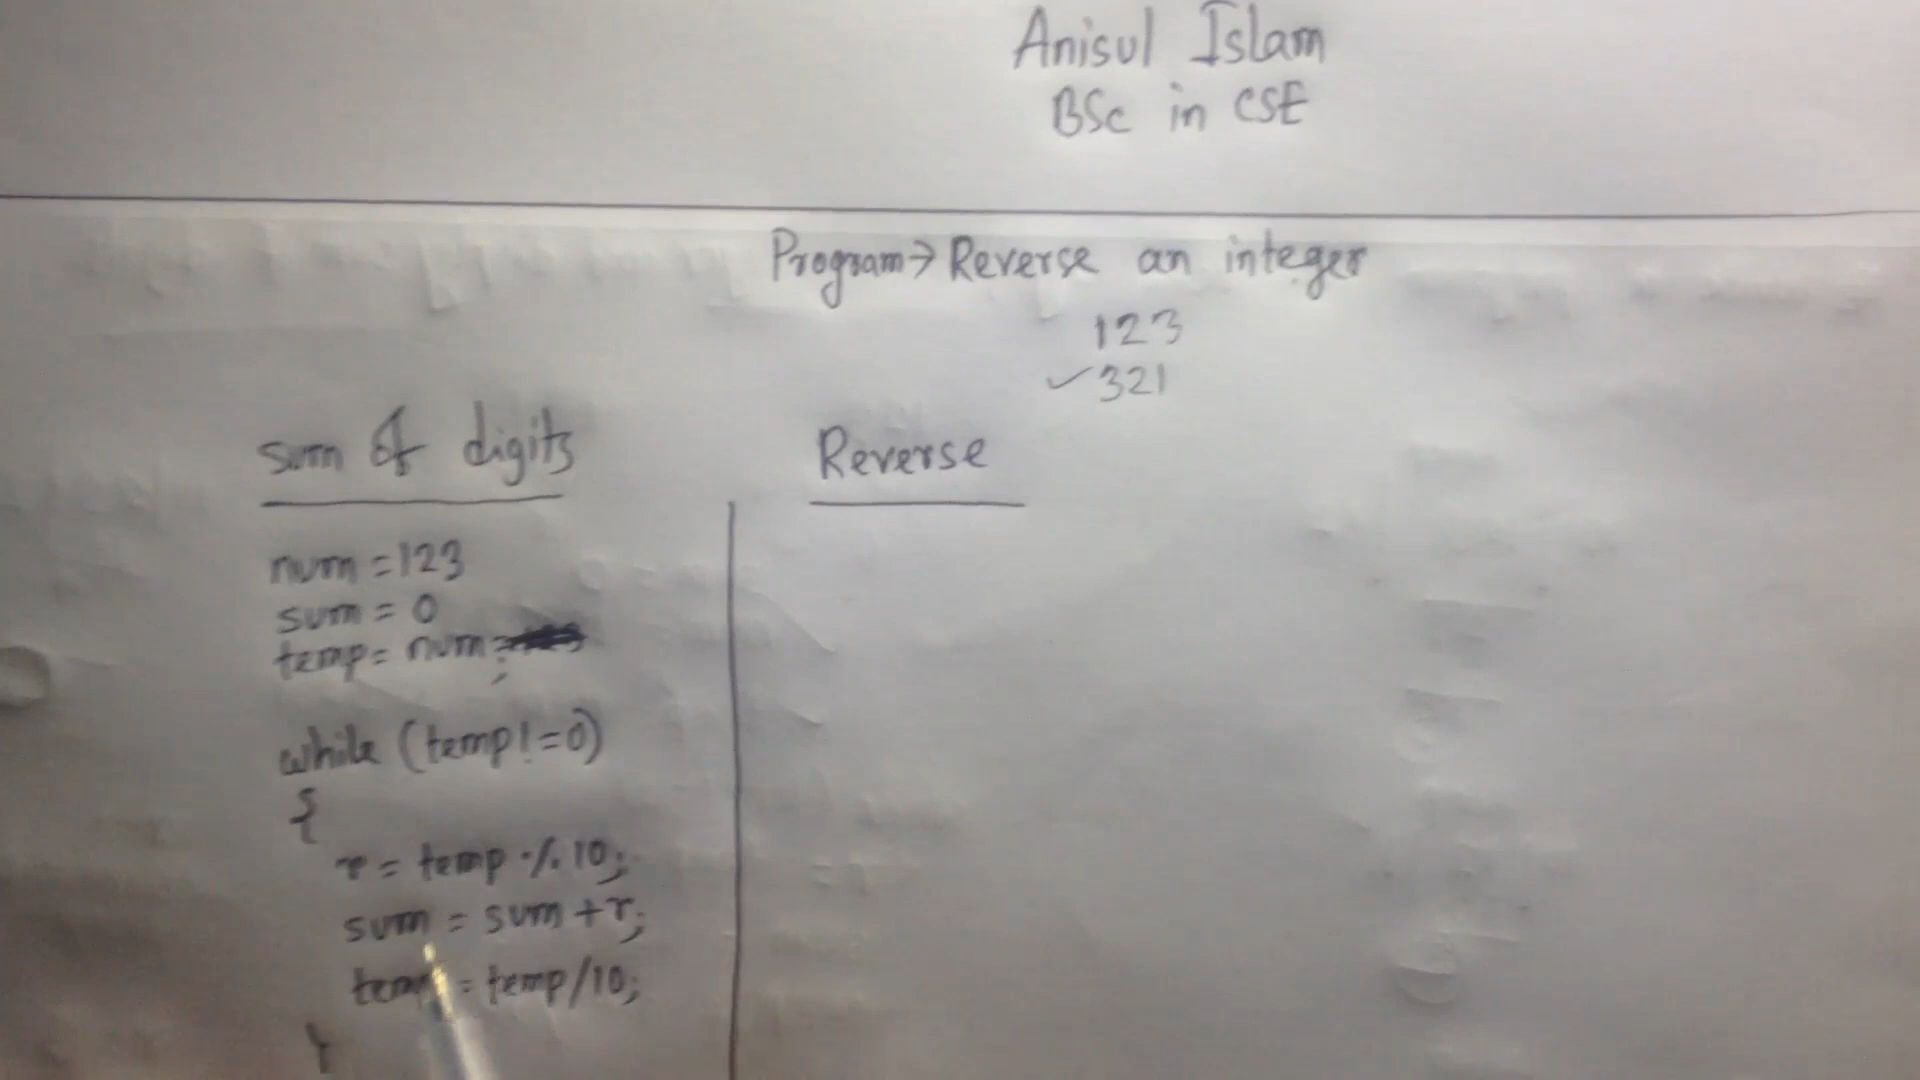 Anisul Islam
BSc in CSE
Program→ Reverse an integer
123
✓321
sum of digits
num = 123
sum = 0
temp = num;
while (temp != 0)
{
r = temp % 10;
sum = sum + r;
temp = temp/10;
}
Reverse